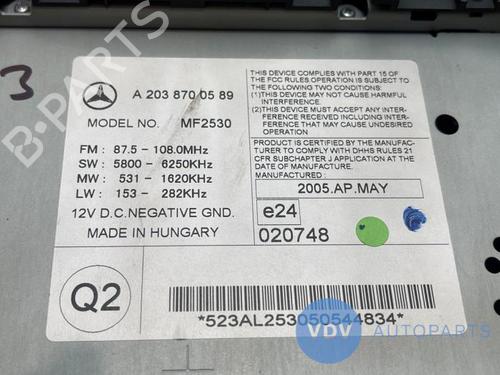 3
A 203 870 0589
MODEL NO. MF2530
FM : 87.5 - 108.0MHz
SW : 5800 - 6250KHz
MW : 531 - 1620KHz
LW : 153 - 282KHz
12V D.C.NEGATIVE GND.
MADE IN HUNGARY
THIS DEVICE COMPLIES WITH PART 15 OF
THE FCC RULES OPERATION IS SUBJECT TO
THE FOLLOWING TWO CONDITIONS:
(1)THIS DEVICE MAY NOT CAUSE HARMFUL
INTERFERENCE, AND
(2)THIS DEVICE MUST ACCEPT ANY INTER-
FERENCE RECEIVED, INCLUDING INTER-
FERENCE THAT MAY CAUSE UNDESIRED
OPERATION.
PRODUCT IS CERTIFIED BY THE MANUFAC-
TURER TO COMPLY WITH DHHS RULES 21
CFR SUBCHAPTER J APPLICATION AT THE
DATE OF MANUFACTURE.
MANUFACTURED :
2005.AP.MAY
e24
020748
Q2
*523AL253050544834*
B-PARTS
VDV AUTOPARTS